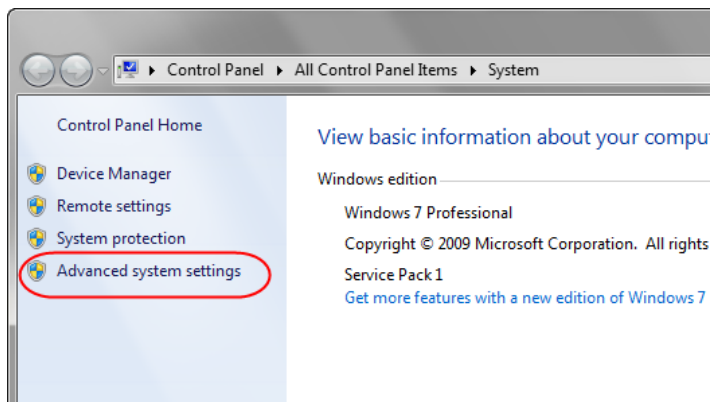 Control Panel All Control Panel Items System
Control Panel Home
Device Manager
Remote settings
System protection
Advanced system settings
View basic information about your compu
Windows edition
Windows 7 Professional
Copyright © 2009 Microsoft Corporation. All rights
Service Pack 1
Get more features with a new edition of Windows 7